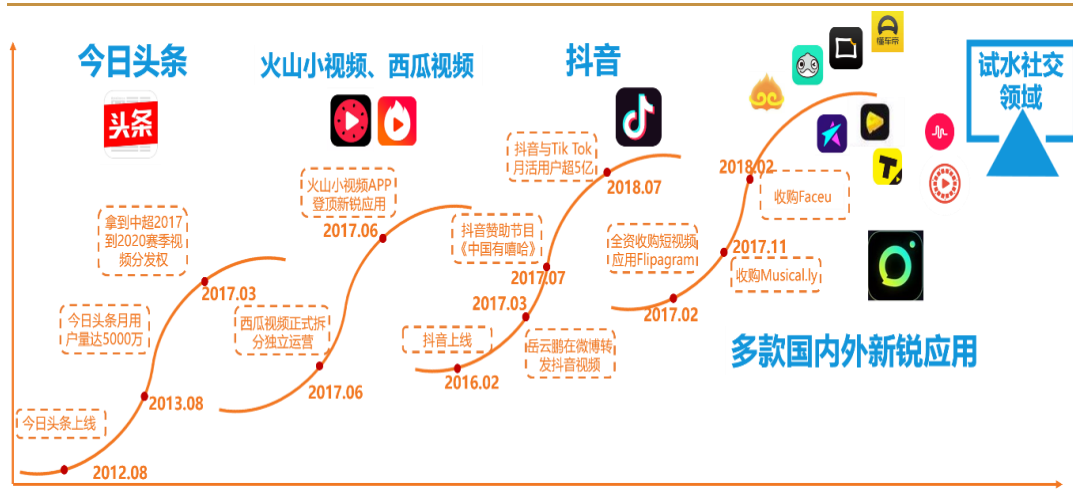 今日头条
头条
拿到中超2017
到2020赛季视
频分发权
2017.03
今日头条月用
户量达5000万
2013.08
今日头条上线
2012.08
火山小视频、西瓜视频
火山小视频APP
登顶新锐应用
2017.06
西瓜视频正式拆
分独立运营
2017.06
抖音
抖音与Tik Tok
月活用户超5亿
2018.07
抖音赞助节目
《中国有嘻哈》
2017.07
2017.03
岳云鹏在微博转
发抖音视频
抖音上线
2016.02
懂车帝
2018.02
收购Faceu
全资收购短视频
应用Flipagram
2017.11
收购Musical.ly
2017.02
多款国内外新锐应用
试水社交
领域